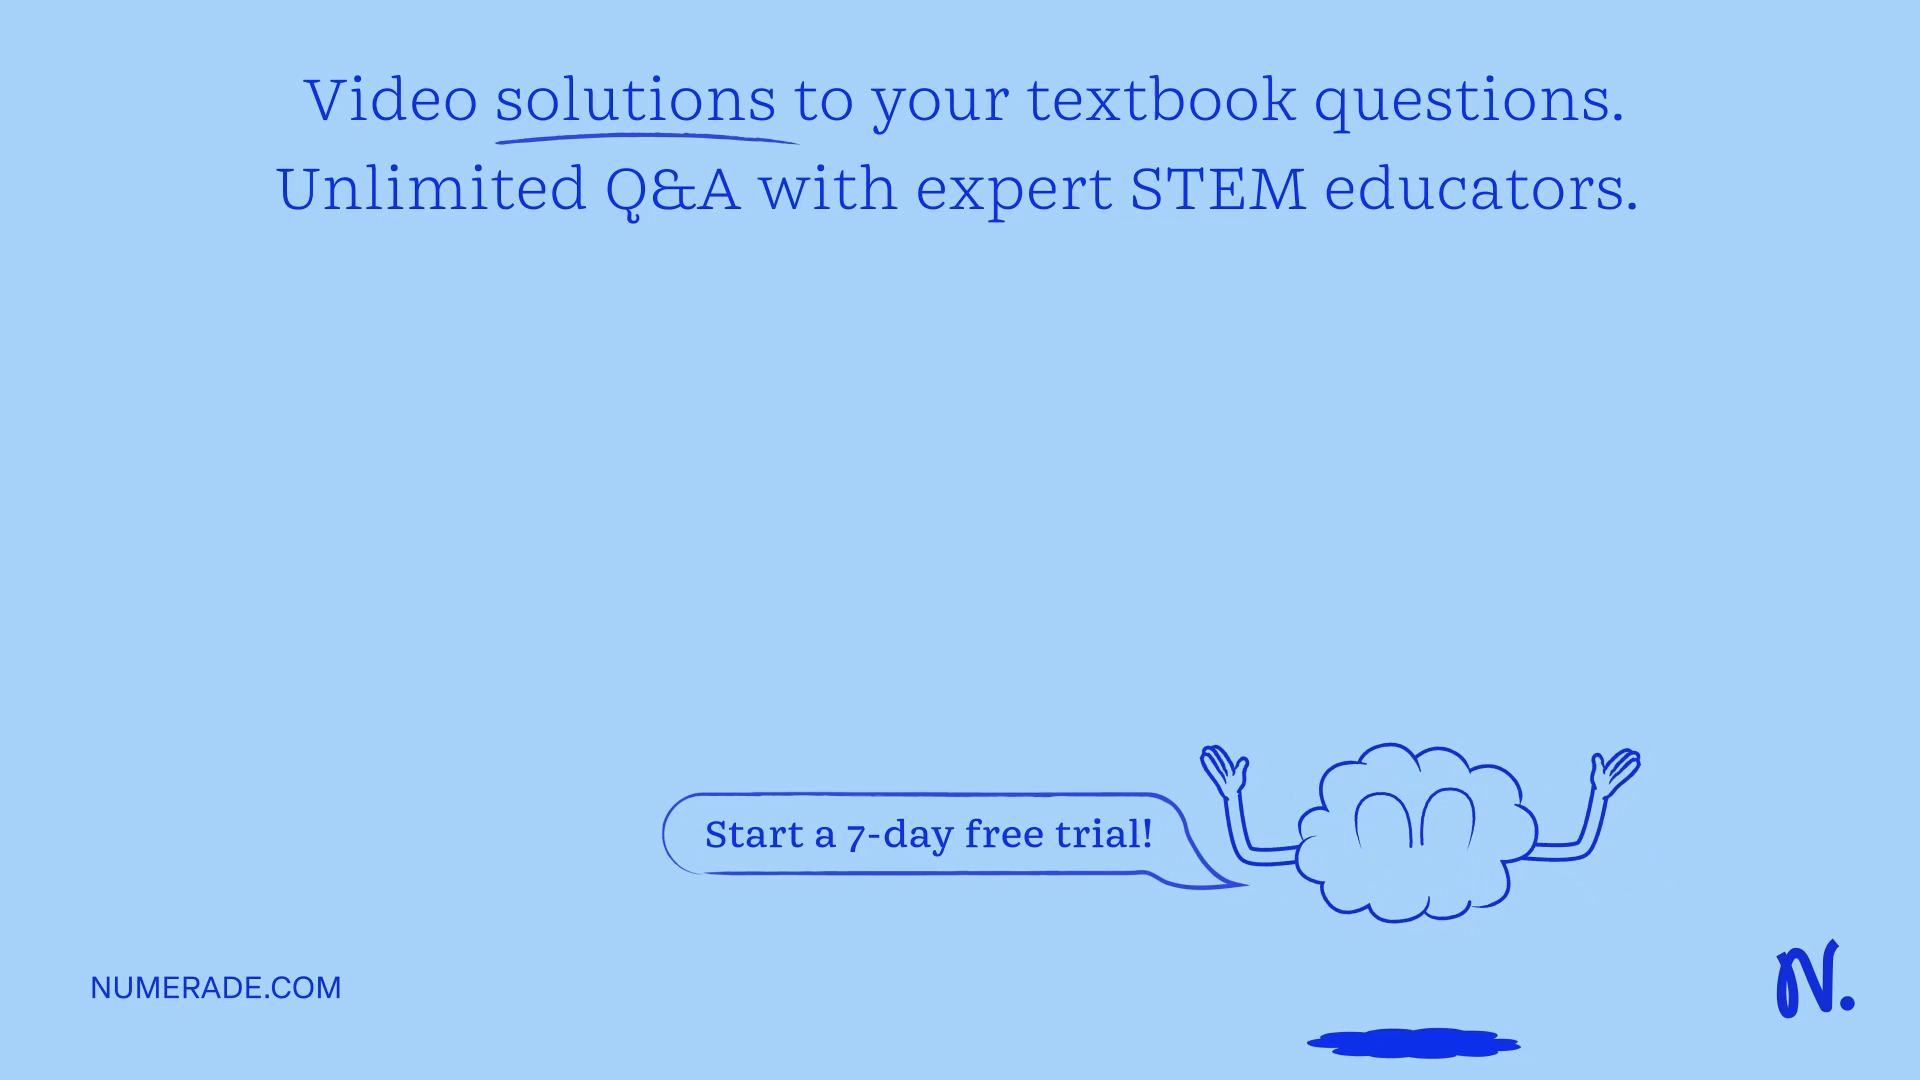 Video solutions to your textbook questions.
Unlimited Q&A with expert STEM educators.
Start a 7-day free trial!
NUMERADE.COM
N.